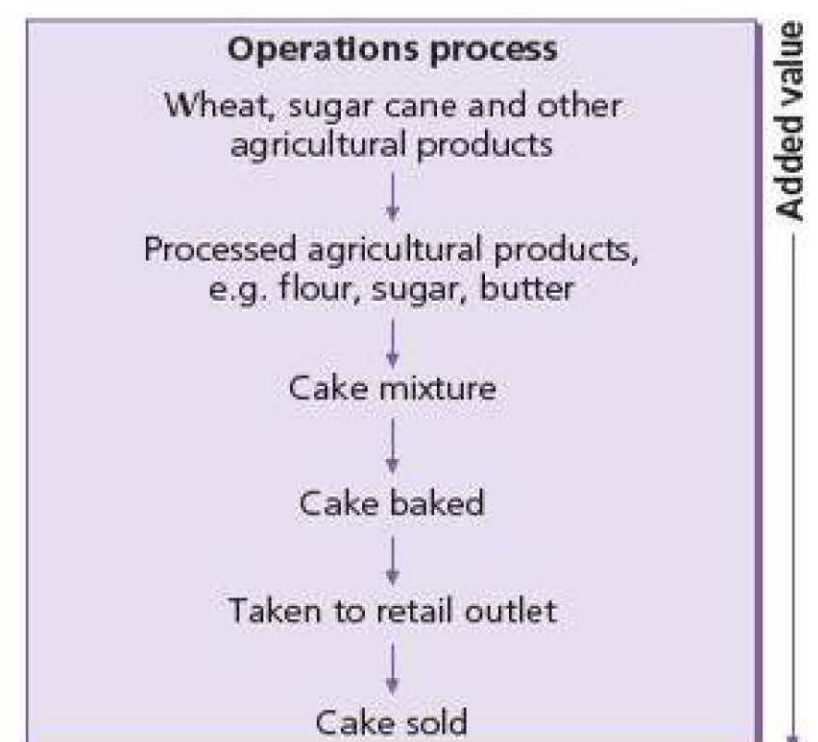 Operations process
Wheat, sugar cane and other
agricultural products
Processed agricultural products,
e.g. flour, sugar, butter
Cake mixture
Cake baked
Taken to retail outlet
Cake sold
Added value